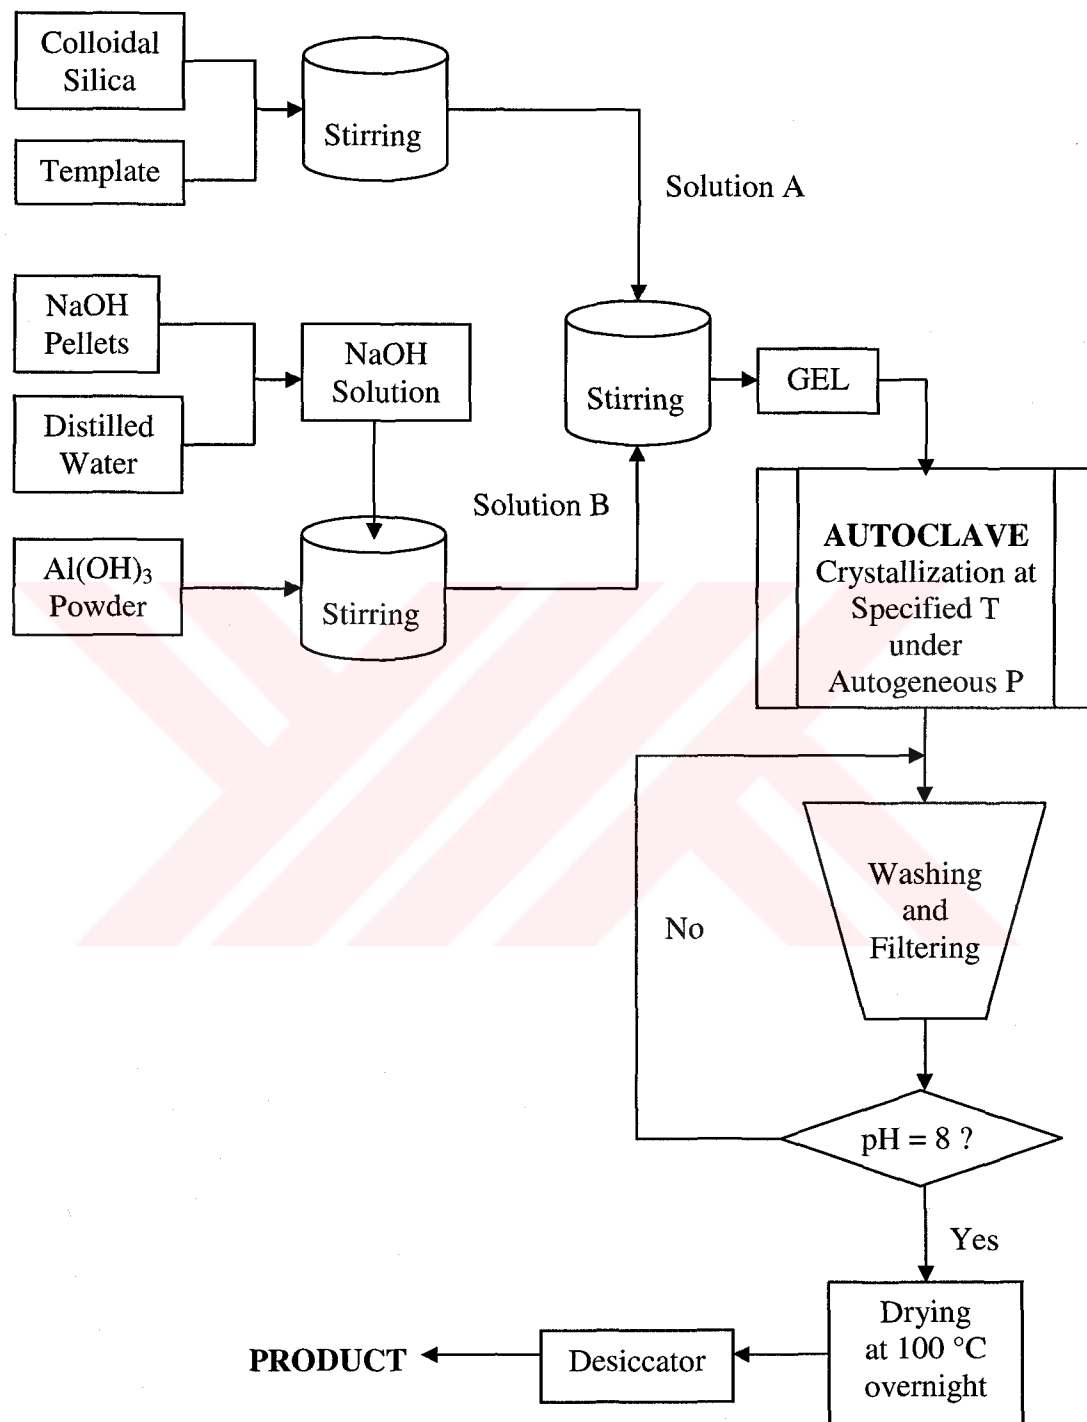 Colloidal
Silica
Stirring
Template
Solution A
NaOH
Pellets
NaOH
Solution
Distilled
Water
Stirring
GEL
Solution B
Al(OH)3
Powder
Stirring
AUTOCLAVE
Crystallization at
Specified T
under
Autogeneous P
Washing
and
Filtering
No
pH = 8 ?
Yes
Drying
at 100 °C
overnight
Desiccator
PRODUCT